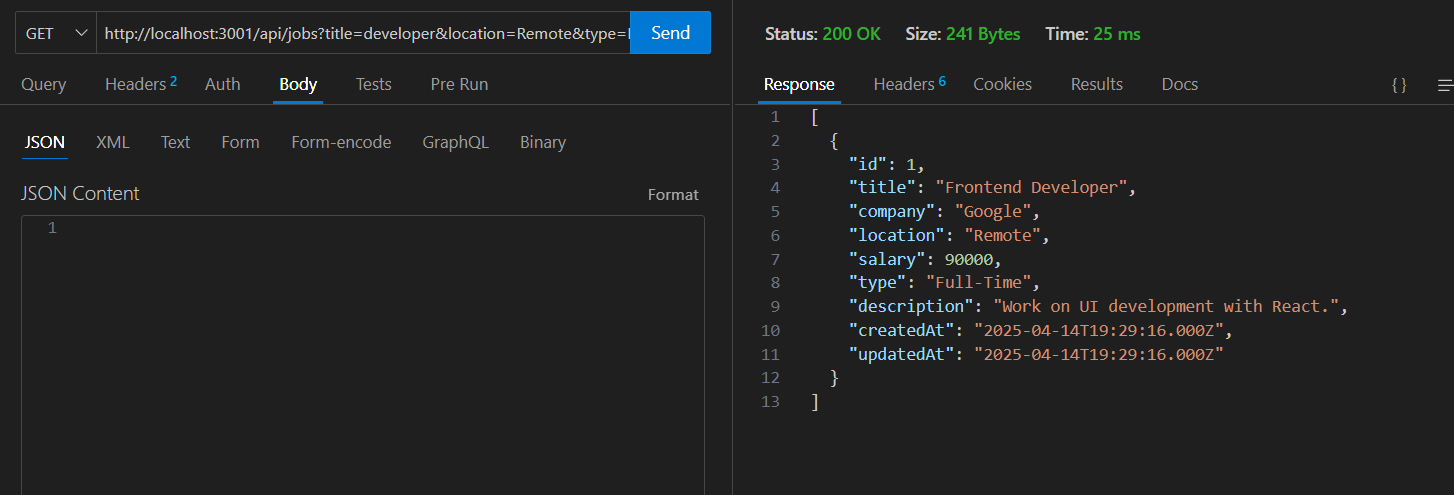 GET
http://localhost:3001/api/jobs?title=developer&location=Remote&type=
Send
Query Headers 2 Auth Body Tests Pre Run
JSON XML Text Form Form-encode GraphQL Binary
JSON Content Format
1
Status: 200 OK Size: 241 Bytes Time: 25 ms
Response Headers 6 Cookies Results Docs {}
1 [
2 {
3 "id": 1,
4 "title": "Frontend Developer",
5 "company": "Google",
6 "location": "Remote",
7 "salary": 90000,
8 "type": "Full-Time",
9 "description": "Work on UI development with React.",
10 "createdAt": "2025-04-14T19:29:16.000Z",
11 "updatedAt": "2025-04-14T19:29:16.000Z"
12 }
13 ]